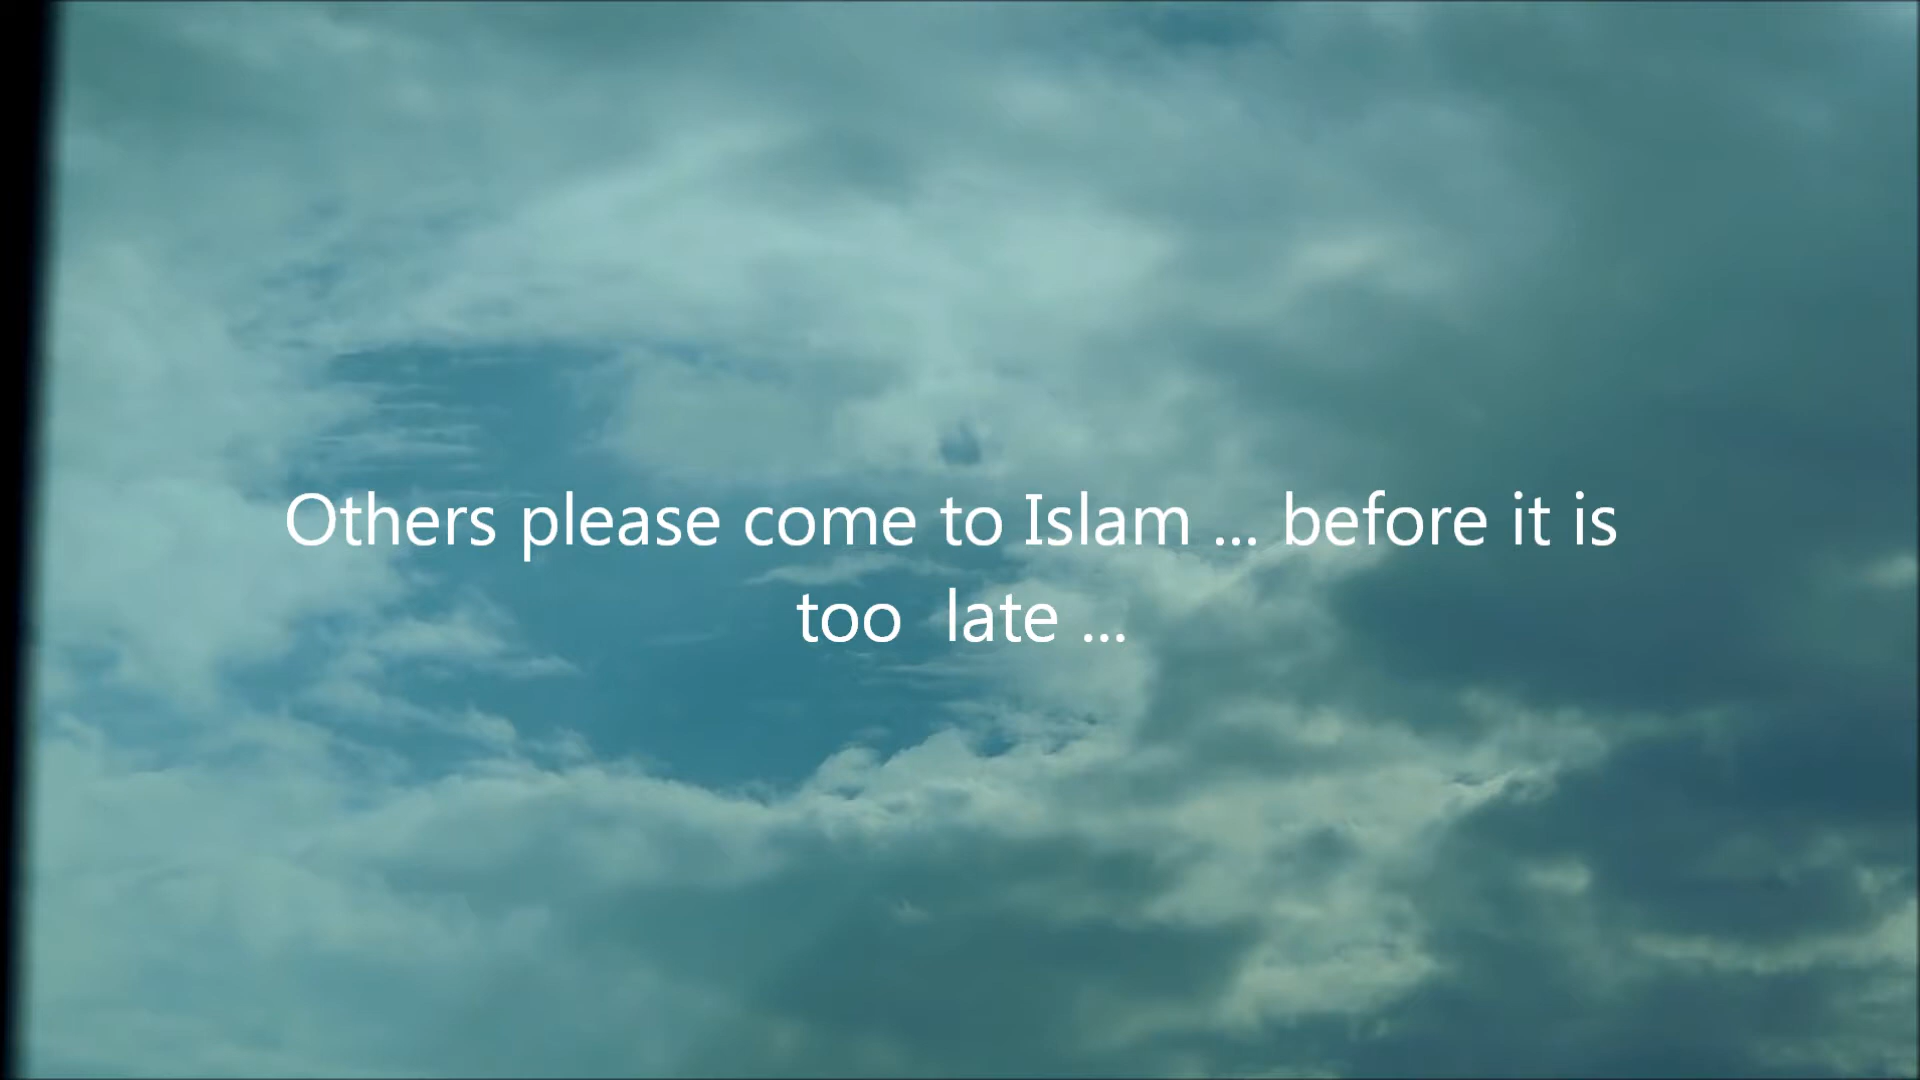 Others please come to Islam ... before it is
too  late ...